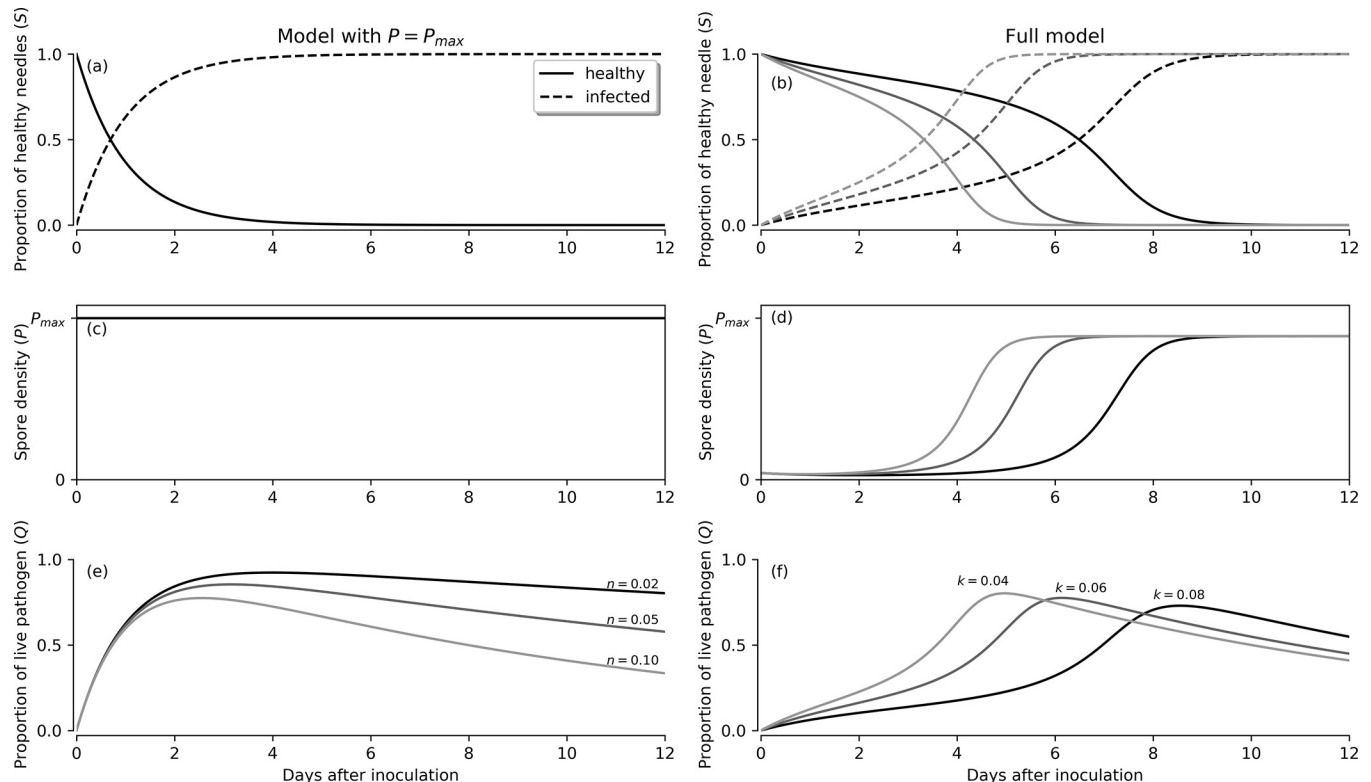 Model with P = Pmax
Proportion of healthy needles (S)
1.0
0.5
0.0
(a)
healthy
infected
0 2 4 6 8 10 12
Full model
Proportion of healthy needles (S)
1.0
0.5
0.0
(b)
0 2 4 6 8 10 12
Spore density (P)
Pmax
0
(c)
0 2 4 6 8 10 12
Spore density (P)
Pmax
0
(d)
0 2 4 6 8 10 12
Proportion of live pathogen (Q)
1.0
0.5
0.0
(e)
n = 0.02
n = 0.05
n = 0.10
0 2 4 6 8 10 12
Days after inoculation
Proportion of live pathogen (Q)
1.0
0.5
0.0
(f)
k = 0.04
k = 0.06
k = 0.08
0 2 4 6 8 10 12
Days after inoculation